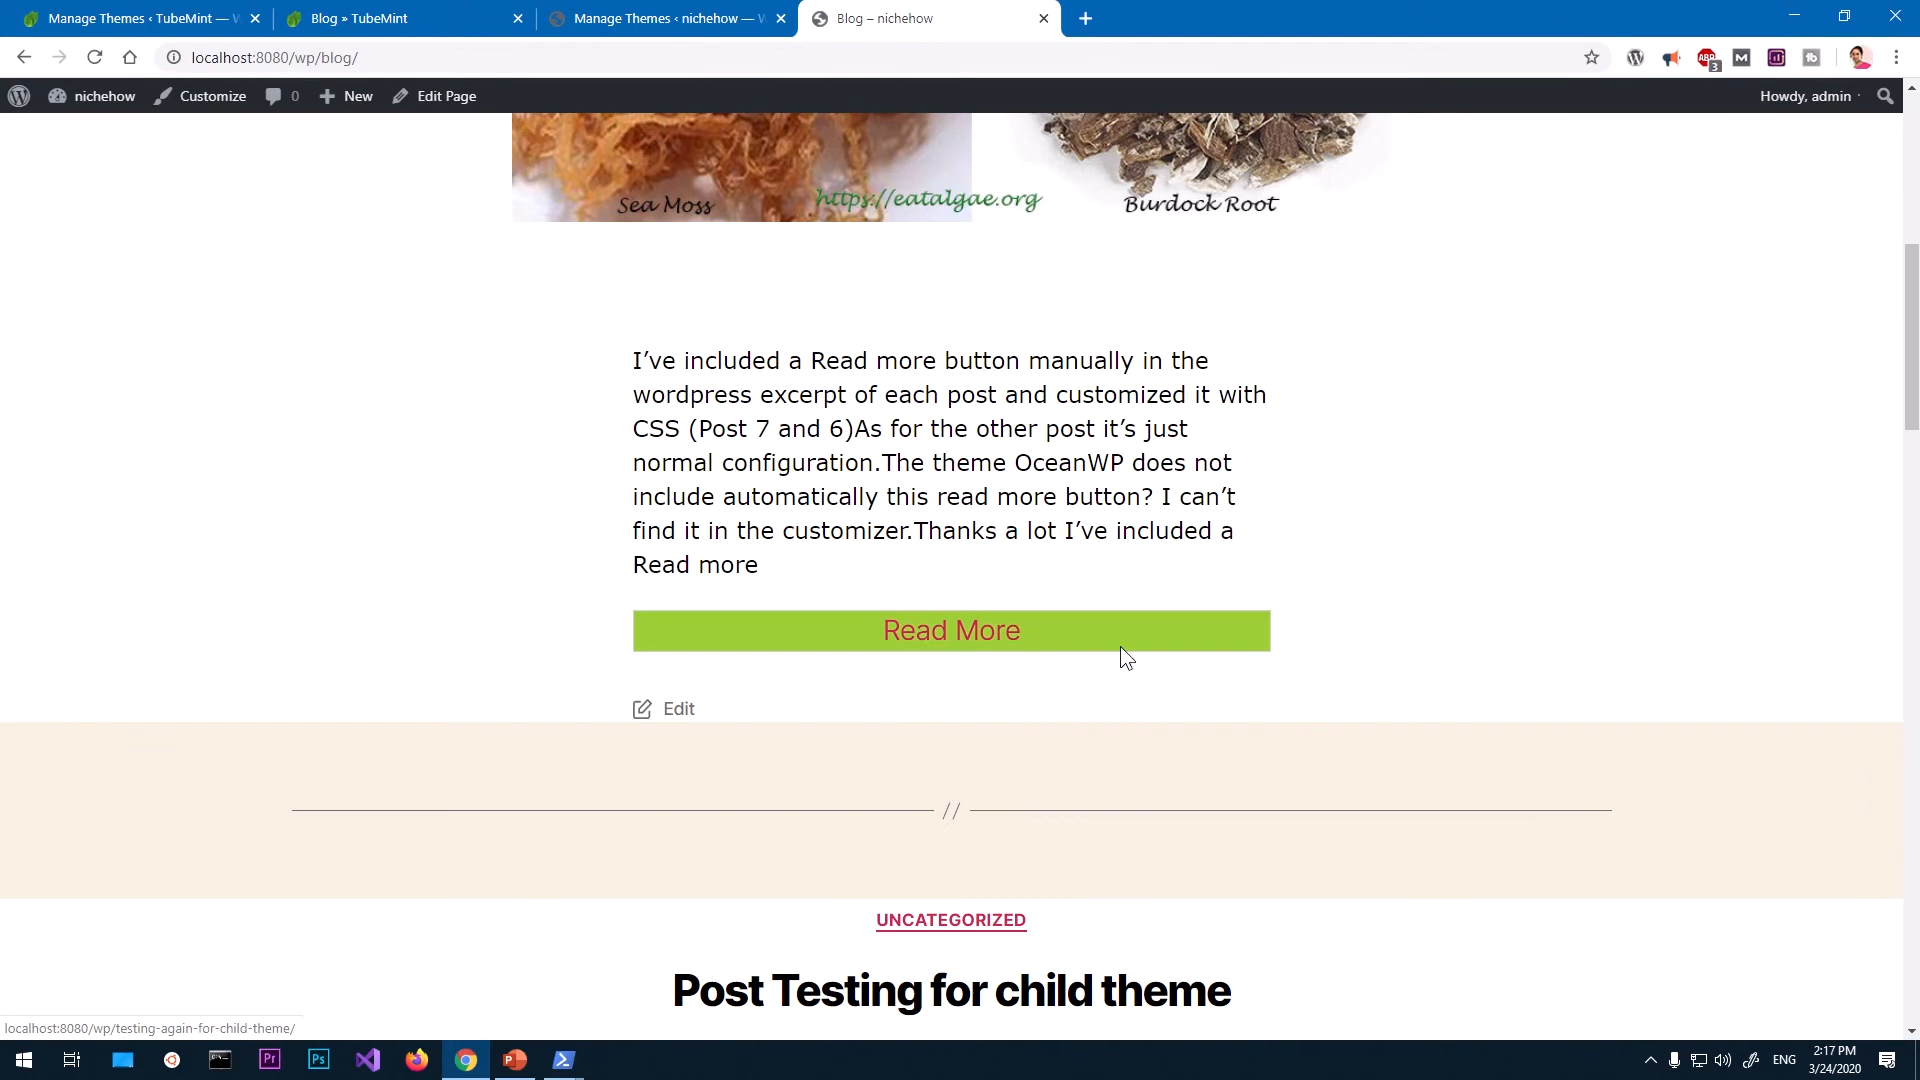 Manage Themes ‹ TubeMint — W
Blog » TubeMint
Manage Themes ‹ nichehow — W
Blog – nichehow
localhost:8080/wp/blog/
ABP
3
M
tb
nichehow
Customize
0
New
Edit Page
Howdy, admin
Sea Moss
https://eatalgae.org
Burdock Root
I’ve included a Read more button manually in the
wordpress excerpt of each post and customized it with
CSS (Post 7 and 6)As for the other post it’s just
normal configuration.The theme OceanWP does not
include automatically this read more button? I can’t
find it in the customizer.Thanks a lot I’ve included a
Read more
Read More
Edit
//
UNCATEGORIZED
Post Testing for child theme
localhost:8080/wp/testing-again-for-child-theme/
Pr
Ps
ENG
2:17 PM
3/24/2020